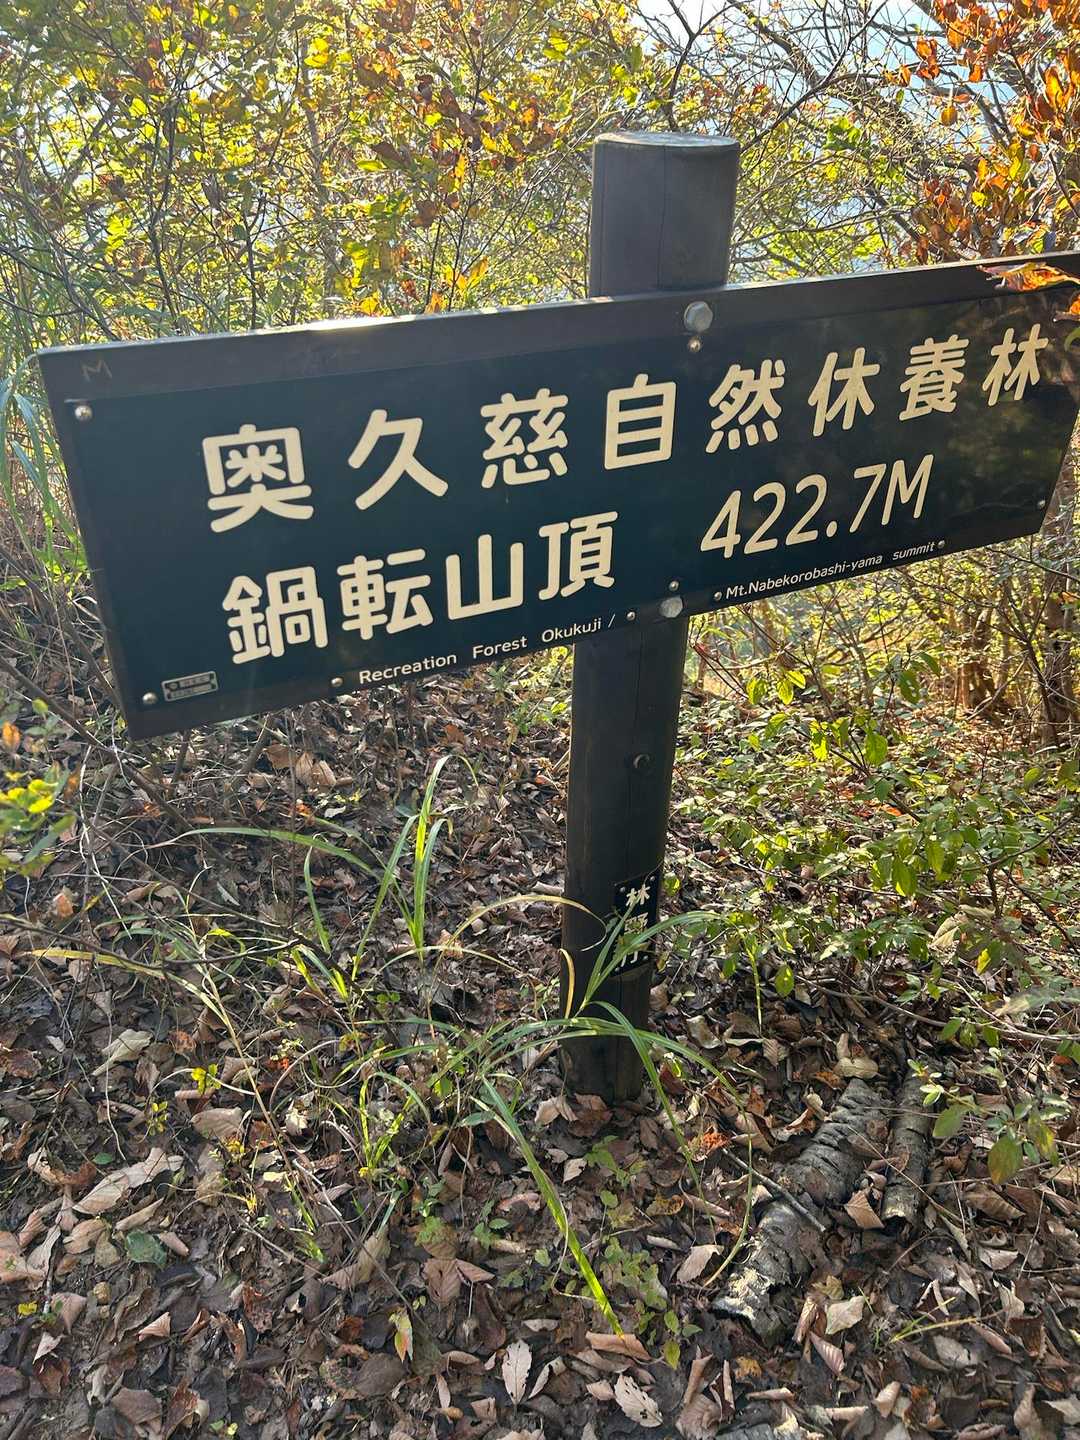 奥久慈自然休養林
鍋転山頂 422.7M
Recreation Forest Okukuji / Mt.Nabekorobashi-yama summit
林野庁